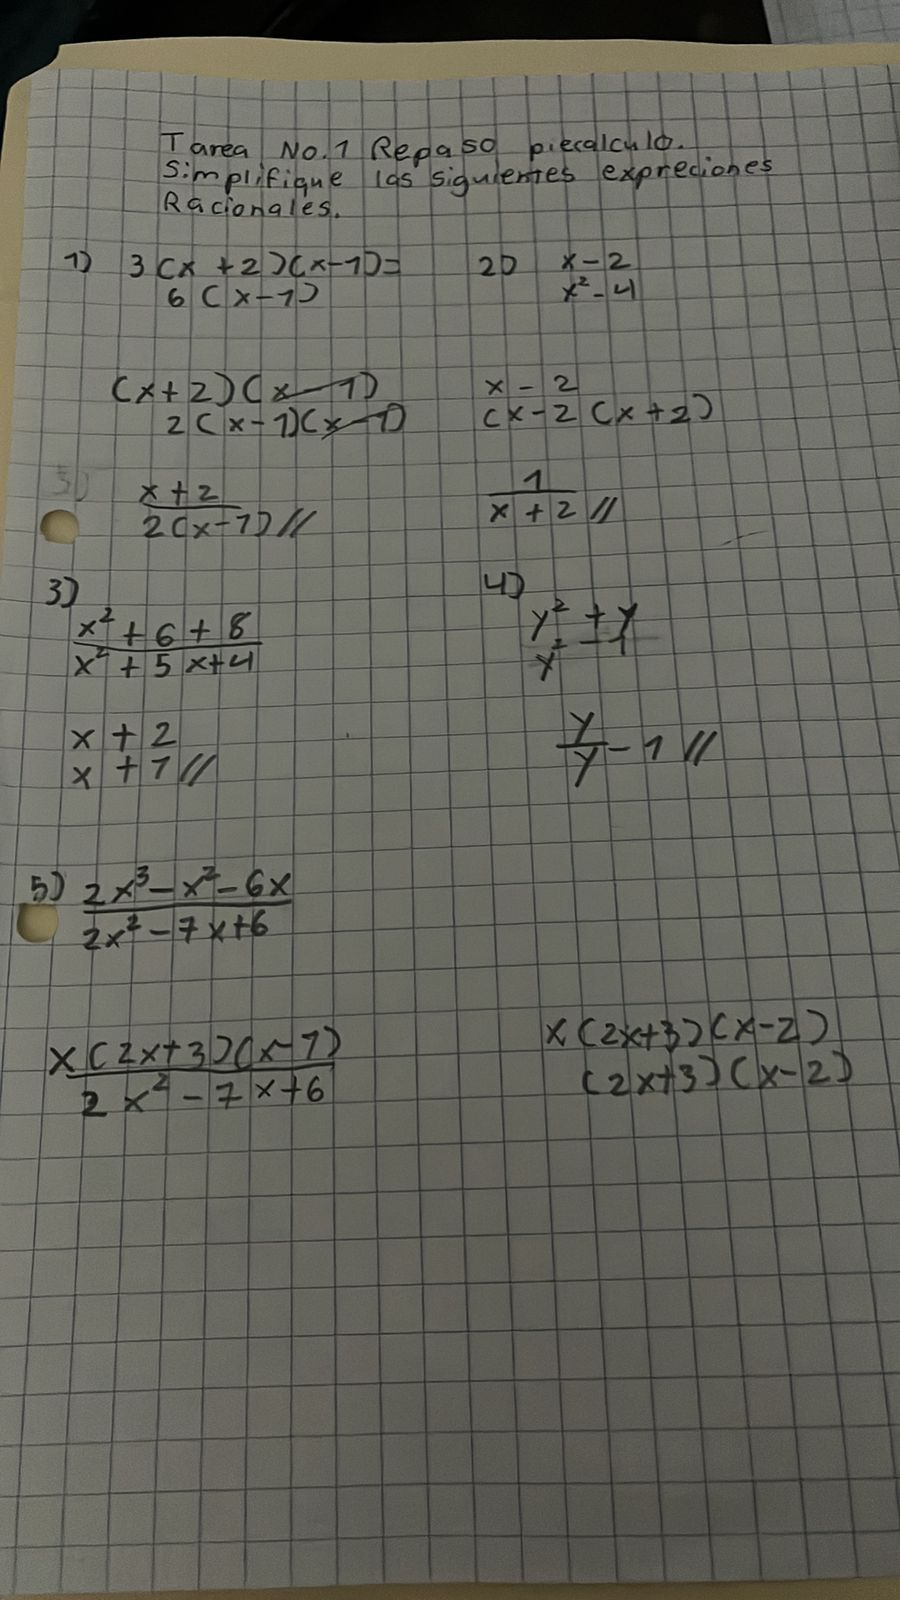 Tarea No.1 Repaso piecalculo.
Simplifique las siguientes expreciones
Racionales.
1) 3(x+2)(x-1)=
6(x-1)
(x+2)(x-1)
2(x-1)(x-1)
x+2
2(x-1)//
2) x-2
x²-4
x-2
(x-2(x+2)
1
x+2//
3)
x²+6+8
x²+5x+4
x+2
x+1//
4)
y²+y
y²-1
y
y-1//
5) 2x³-x²-6x
2x²-7x+6
x(2x+3)(x-1)
2x²-7x+6
x(2x+3)(x-2)
(2x+3)(x-2)